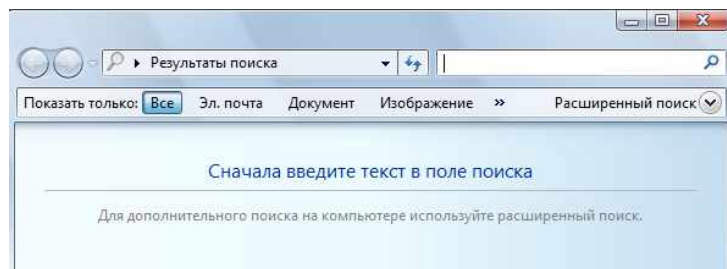 Результаты поиска
Показать только: Все Эл. почта Документ Изображение » Расширенный поиск
Сначала введите текст в поле поиска
Для дополнительного поиска на компьютере используйте расширенный поиск.